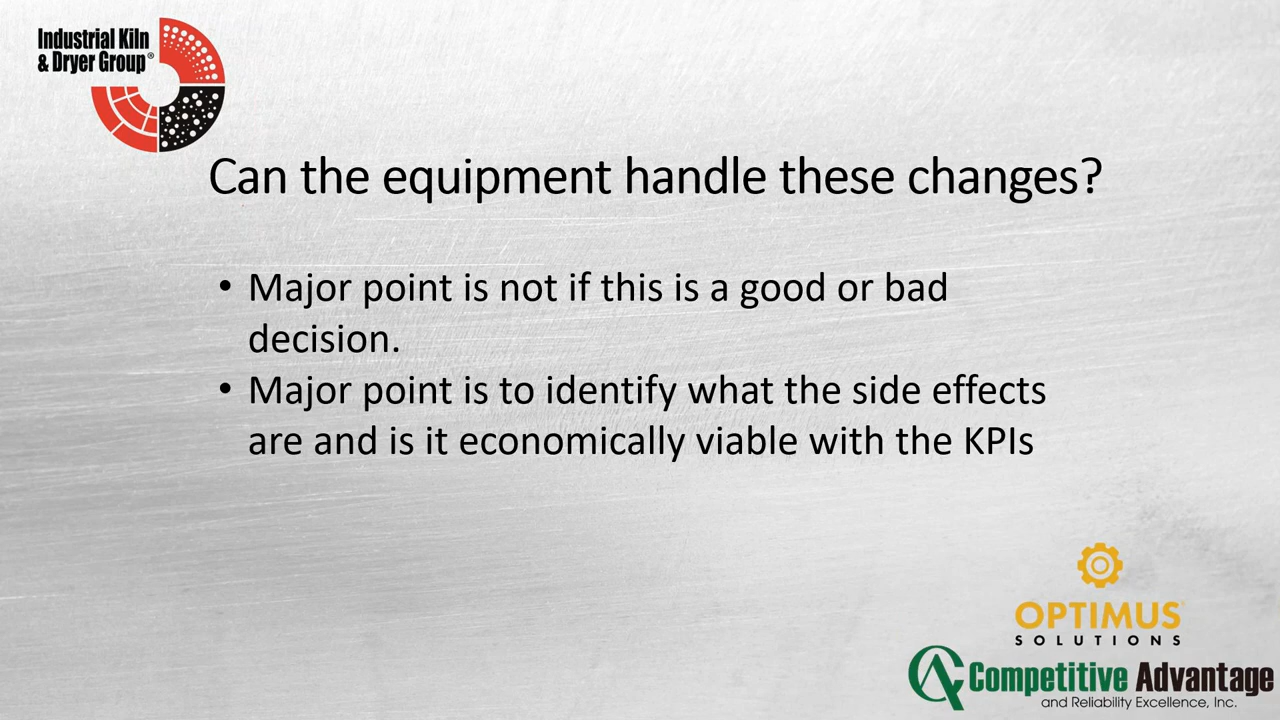 Industrial Kiln
& Dryer Group®
Can the equipment handle these changes?
• Major point is not if this is a good or bad
decision.
• Major point is to identify what the side effects
are and is it economically viable with the KPIs
OPTIMUS
SOLUTIONS
Competitive Advantage
and Reliability Excellence, Inc.